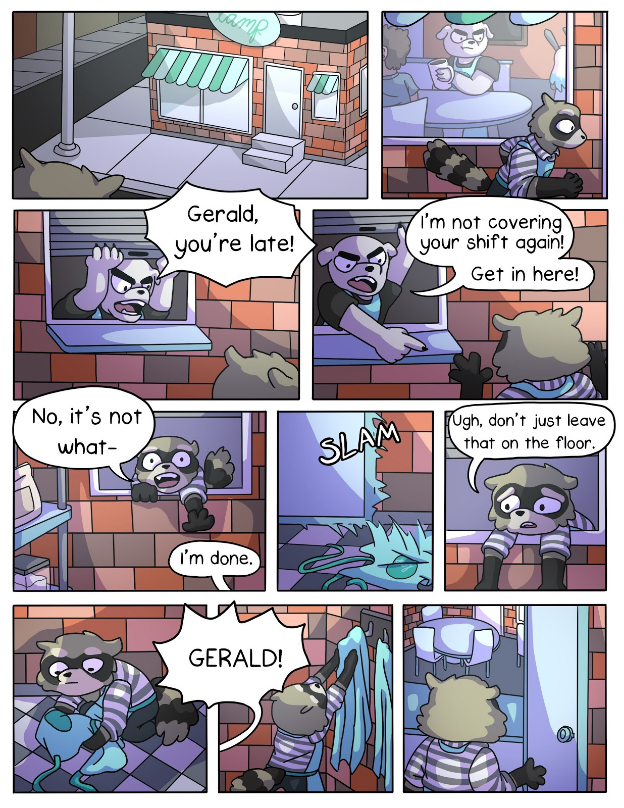 camp
Gerald,
you're late!
I'm not covering
your shift again!
Get in here!
No, it's not
what-
I'm done.
SLAM
Ugh, don't just leave
that on the floor.
GERALD!